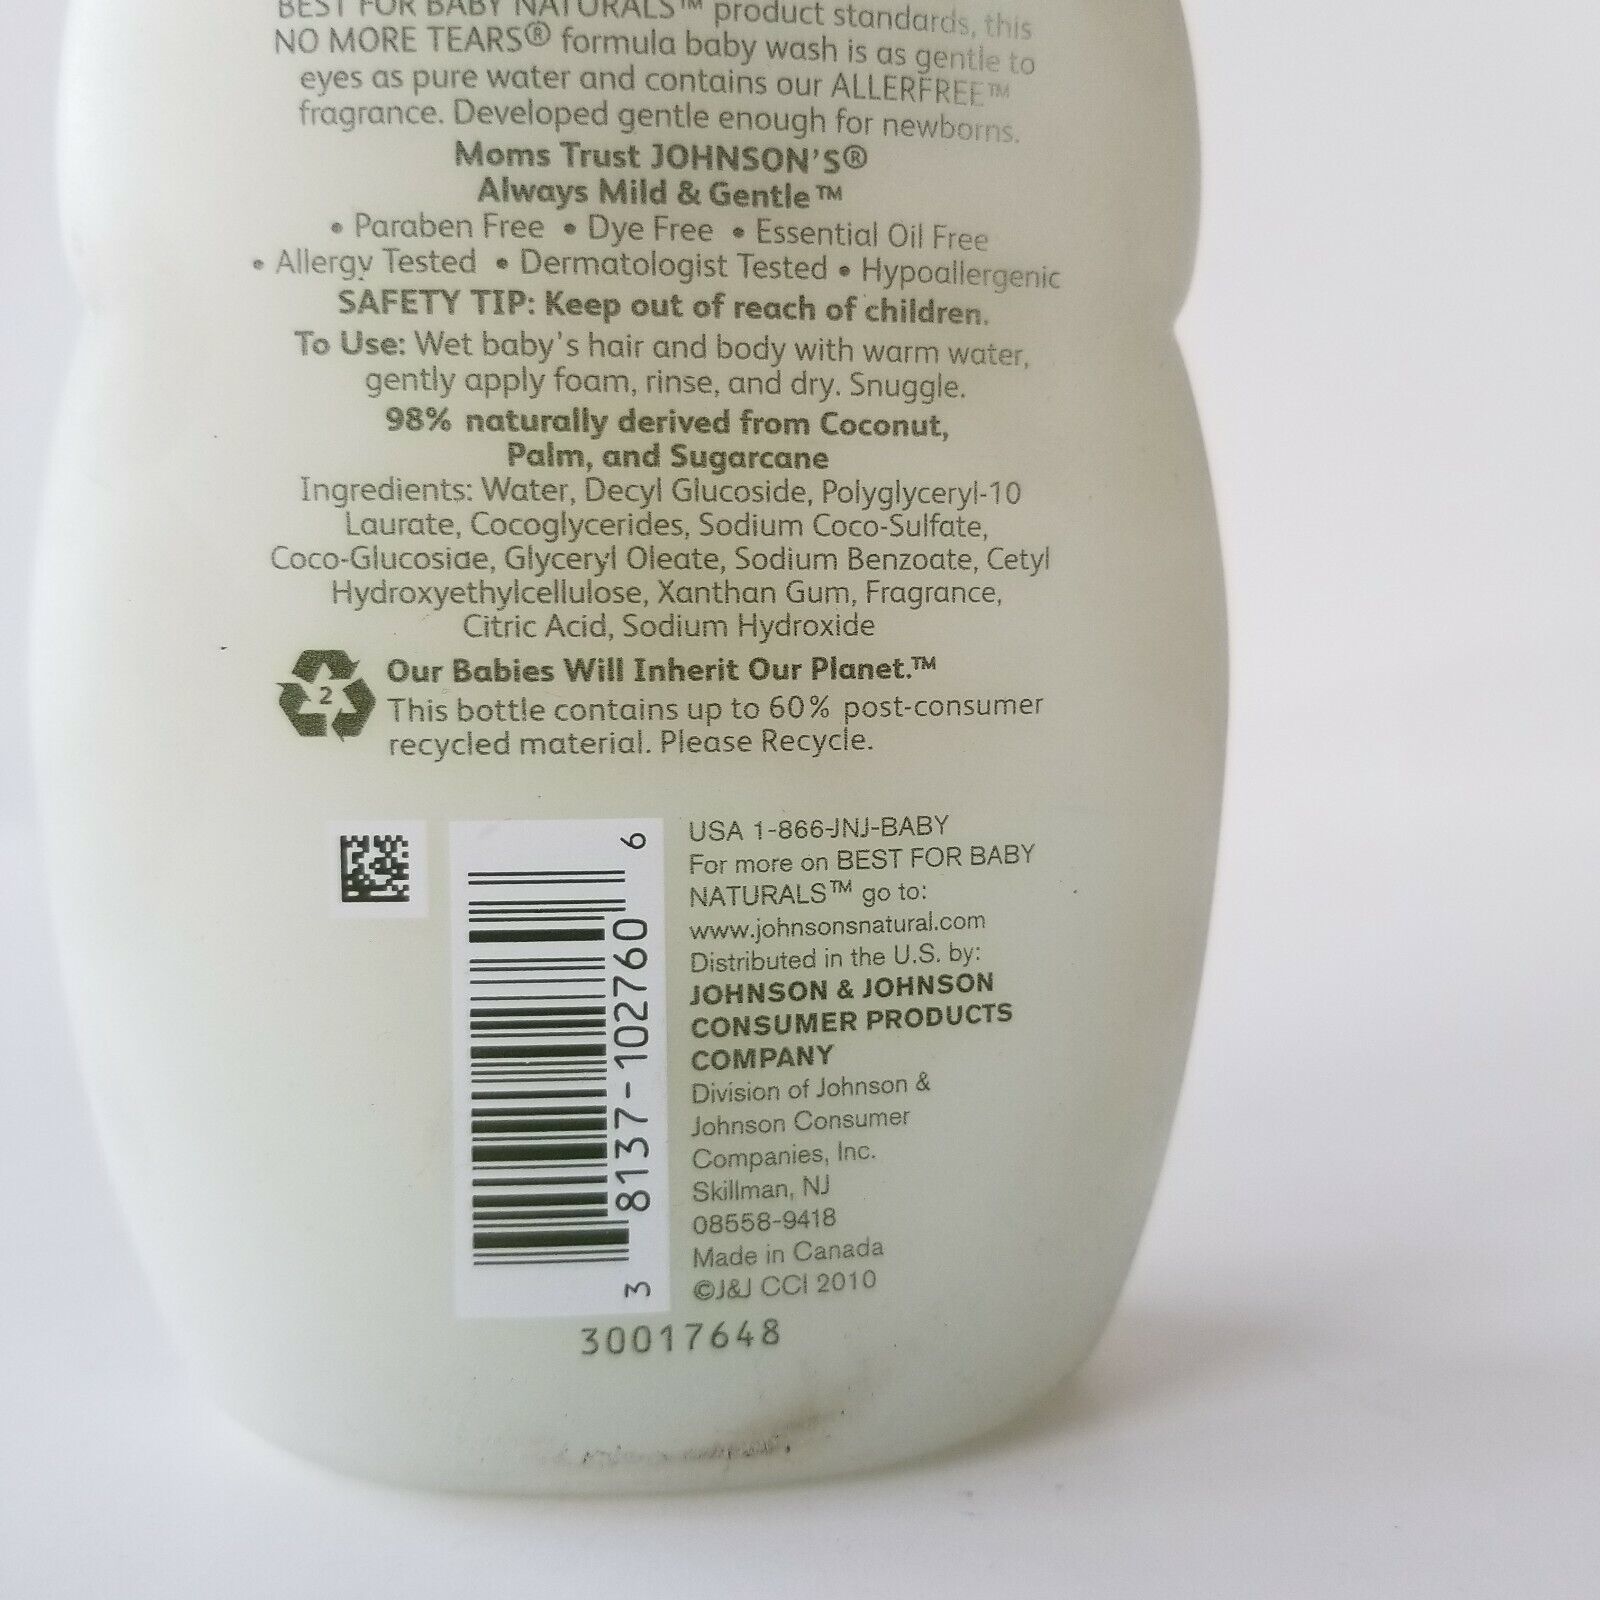 BEST FOR BABY NATURALS™ product standards, this
NO MORE TEARS® formula baby wash is as gentle to
eyes as pure water and contains our ALLERFREE™
fragrance. Developed gentle enough for newborns.
Moms Trust JOHNSON'S®
Always Mild & Gentle™
• Paraben Free • Dye Free • Essential Oil Free
• Allergy Tested • Dermatologist Tested • Hypoallergenic
SAFETY TIP: Keep out of reach of children.
To Use: Wet baby's hair and body with warm water,
gently apply foam, rinse, and dry. Snuggle.
98% naturally derived from Coconut,
Palm, and Sugarcane
Ingredients: Water, Decyl Glucoside, Polyglyceryl-10
Laurate, Cocoglycerides, Sodium Coco-Sulfate,
Coco-Glucoside, Glyceryl Oleate, Sodium Benzoate, Cetyl
Hydroxyethylcellulose, Xanthan Gum, Fragrance,
Citric Acid, Sodium Hydroxide
2
Our Babies Will Inherit Our Planet.™
This bottle contains up to 60% post-consumer
recycled material. Please Recycle.
3 8137-102760 6
USA 1-866-JNJ-BABY
For more on BEST FOR BABY
NATURALS™ go to:
www.johnsonsnatural.com
Distributed in the U.S. by:
JOHNSON & JOHNSON
CONSUMER PRODUCTS
COMPANY
Division of Johnson &
Johnson Consumer
Companies, Inc.
Skillman, NJ
08558-9418
Made in Canada
©J&J CCI 2010
30017648